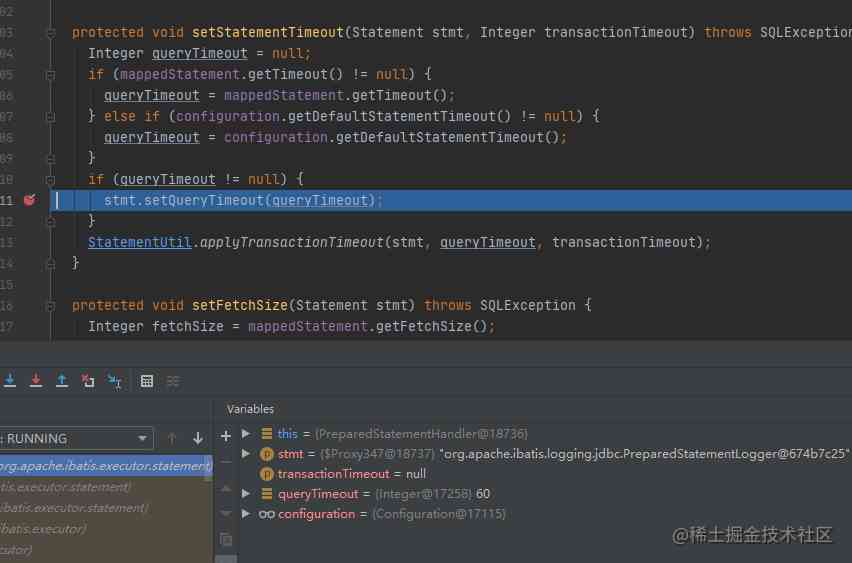 02
03 protected void setStatementTimeout(Statement stmt, Integer transactionTimeout) throws SQLException
04 Integer queryTimeout = null;
05 if (mappedStatement.getTimeout() != null) {
06 queryTimeout = mappedStatement.getTimeout();
07 } else if (configuration.getDefaultStatementTimeout() != null) {
08 queryTimeout = configuration.getDefaultStatementTimeout();
09 }
10 if (queryTimeout != null) {
11 stmt.setQueryTimeout(queryTimeout);
12 }
13 StatementUtil.applyTransactionTimeout(stmt, queryTimeout, transactionTimeout);
14 }
15
16 protected void setFetchSize(Statement stmt) throws SQLException {
17 Integer fetchSize = mappedStatement.getFetchSize();
Variables
: RUNNING
this = {PreparedStatementHandler@18736}
org.apache.ibatis.executor.statement)
stmt = {$Proxy347@18737} "org.apache.ibatis.logging.jdbc.PreparedStatementLogger@674b7c25"
transactionTimeout = null
tis.executor.statement)
queryTimeout = {Integer@17258} 60
ibatis.executor.statement)
configuration = {Configuration@17115}
ibatis.executor)
cutor)
@稀土掘金技术社区